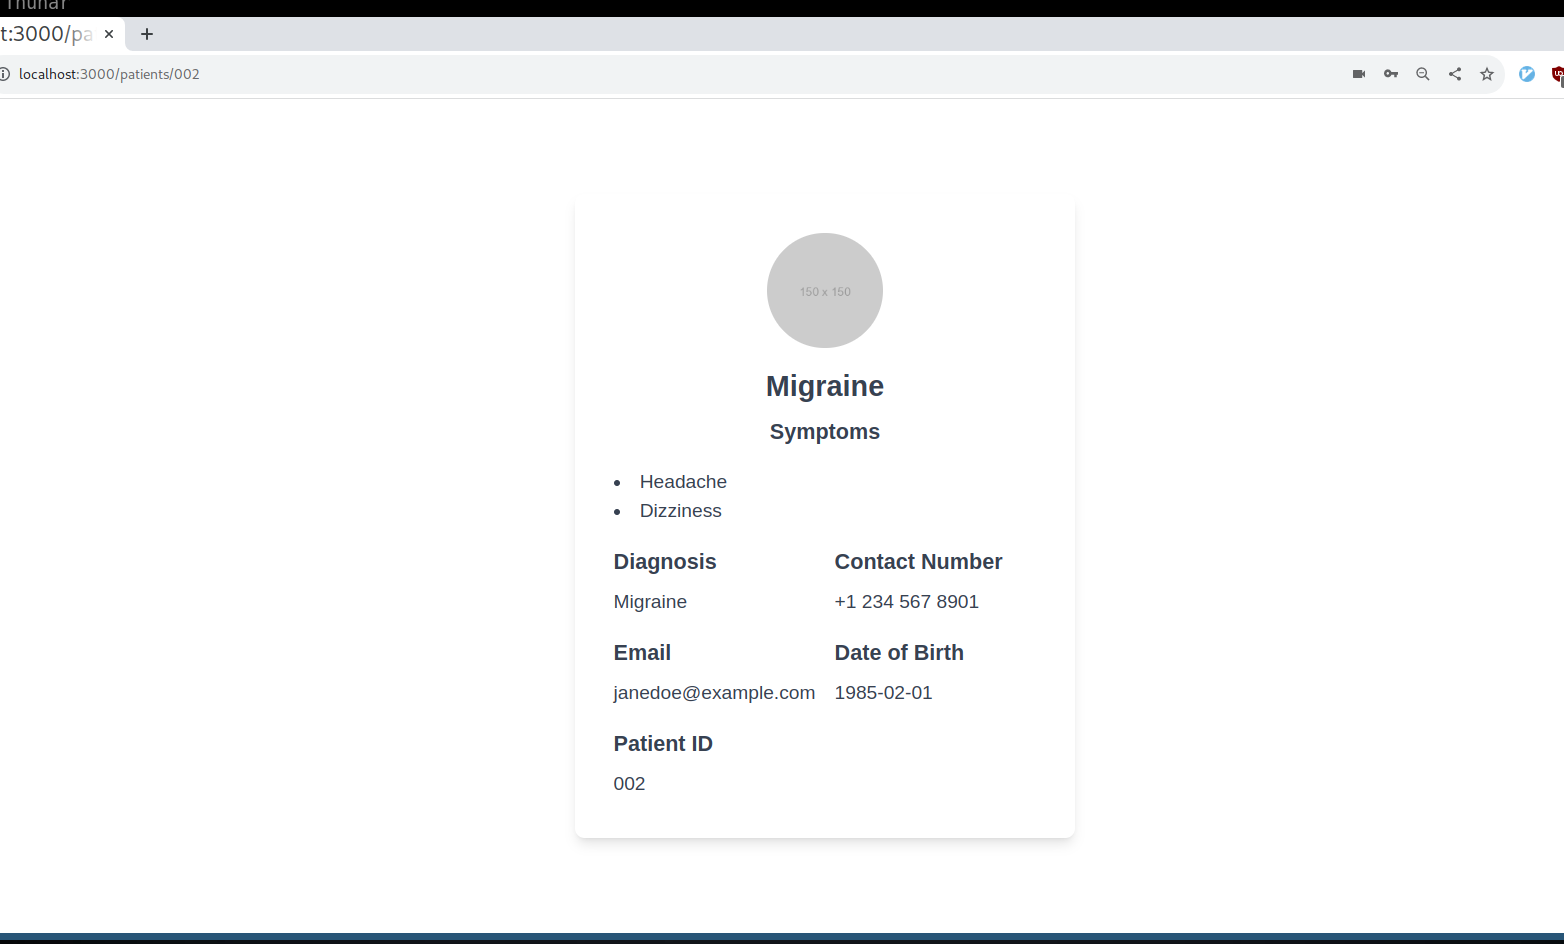 Thunar
t:3000/pa
localhost:3000/patients/002
150 x 150
Migraine
Symptoms
• Headache
• Dizziness
Diagnosis Contact Number
Migraine +1 234 567 8901
Email Date of Birth
janedoe@example.com 1985-02-01
Patient ID
002